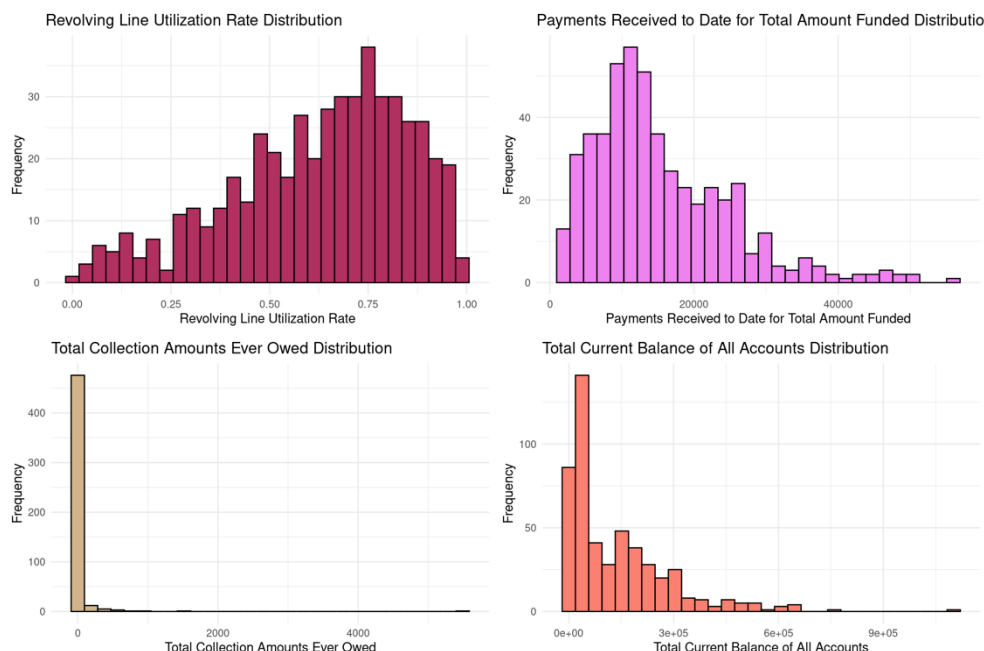 Revolving Line Utilization Rate Distribution
Frequency
30
20
10
0
0.00 0.25 0.50 0.75 1.00
Revolving Line Utilization Rate
Payments Received to Date for Total Amount Funded Distributio
Frequency
40
20
0
0 20000 40000
Payments Received to Date for Total Amount Funded
Total Collection Amounts Ever Owed Distribution
Frequency
400
300
200
100
0
0 2000 4000
Total Collection Amounts Ever Owed
Total Current Balance of All Accounts Distribution
Frequency
100
50
0
0e+00 3e+05 6e+05 9e+05
Total Current Balance of All Accounts